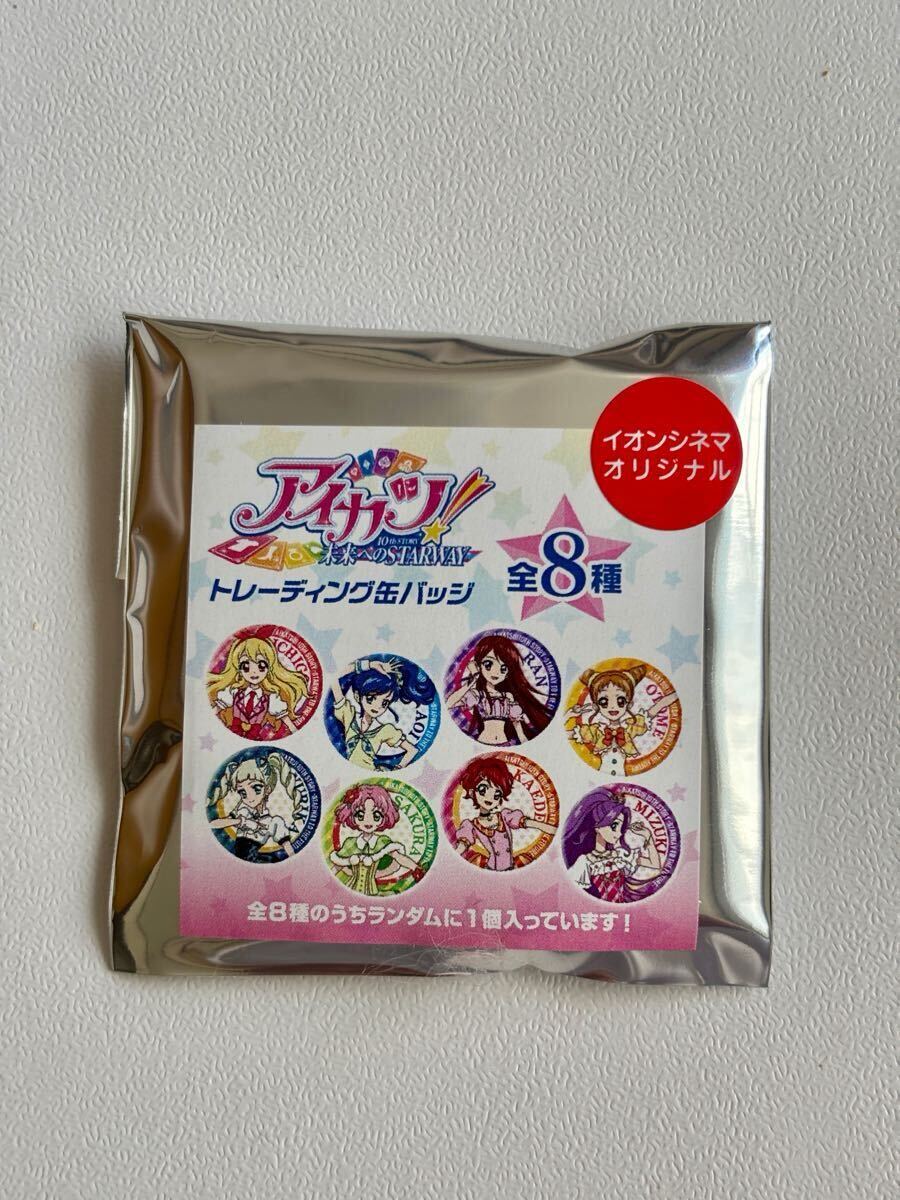 イオンシネマ
オリジナル
アイカツ!
10th STORY
未来へのSTARWAY
トレーディング缶バッジ
全8種
RAN
AOI
SAKURA
KAEDE
MIZUKI
全8種のうちランダムに1個入っています!